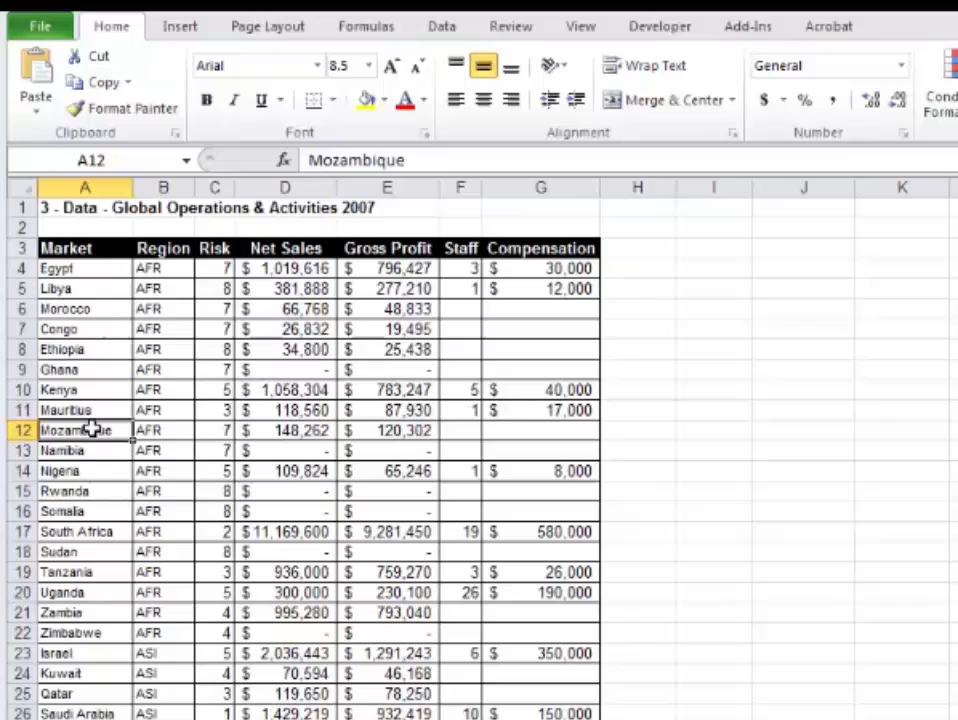 File Home Insert Page Layout Formulas Data Review View Developer Add-Ins Acrobat
Paste Cut Copy Format Painter Arial 8.5 A A Wrap Text General
B I U A Merge & Center $ % , Cond Forma
Clipboard Font Alignment Number
A12 fx Mozambique
A B C D E F G H I J K
1 3 - Data - Global Operations & Activities 2007
2
3 Market Region Risk Net Sales Gross Profit Staff Compensation
4 Egypt AFR 7 $ 1,019,616 $ 796,427 3 $ 30,000
5 Libya AFR 8 $ 381,888 $ 277,210 1 $ 12,000
6 Morocco AFR 7 $ 66,768 $ 48,833
7 Congo AFR 7 $ 26,832 $ 19,495
8 Ethiopia AFR 8 $ 34,800 $ 25,438
9 Ghana AFR 7 $ - $ -
10 Kenya AFR 5 $ 1,058,304 $ 783,247 5 $ 40,000
11 Mauritius AFR 3 $ 118,560 $ 87,930 1 $ 17,000
12 Mozambique AFR 7 $ 148,262 $ 120,302
13 Namibia AFR 7 $ - $ -
14 Nigeria AFR 5 $ 109,824 $ 65,246 1 $ 8,000
15 Rwanda AFR 8 $ - $ -
16 Somalia AFR 8 $ - $ -
17 South Africa AFR 2 $ 11,169,600 $ 9,281,450 19 $ 580,000
18 Sudan AFR 8 $ - $ -
19 Tanzania AFR 3 $ 936,000 $ 759,270 3 $ 26,000
20 Uganda AFR 5 $ 300,000 $ 230,100 26 $ 190,000
21 Zambia AFR 4 $ 995,280 $ 793,040
22 Zimbabwe AFR 4 $ - $ -
23 Israel ASI 5 $ 2,036,443 $ 1,291,243 6 $ 350,000
24 Kuwait ASI 4 $ 70,594 $ 46,168
25 Qatar ASI 3 $ 119,650 $ 78,250
26 Saudi Arabia ASI 1 $ 1,429,219 $ 932,419 10 $ 150,000